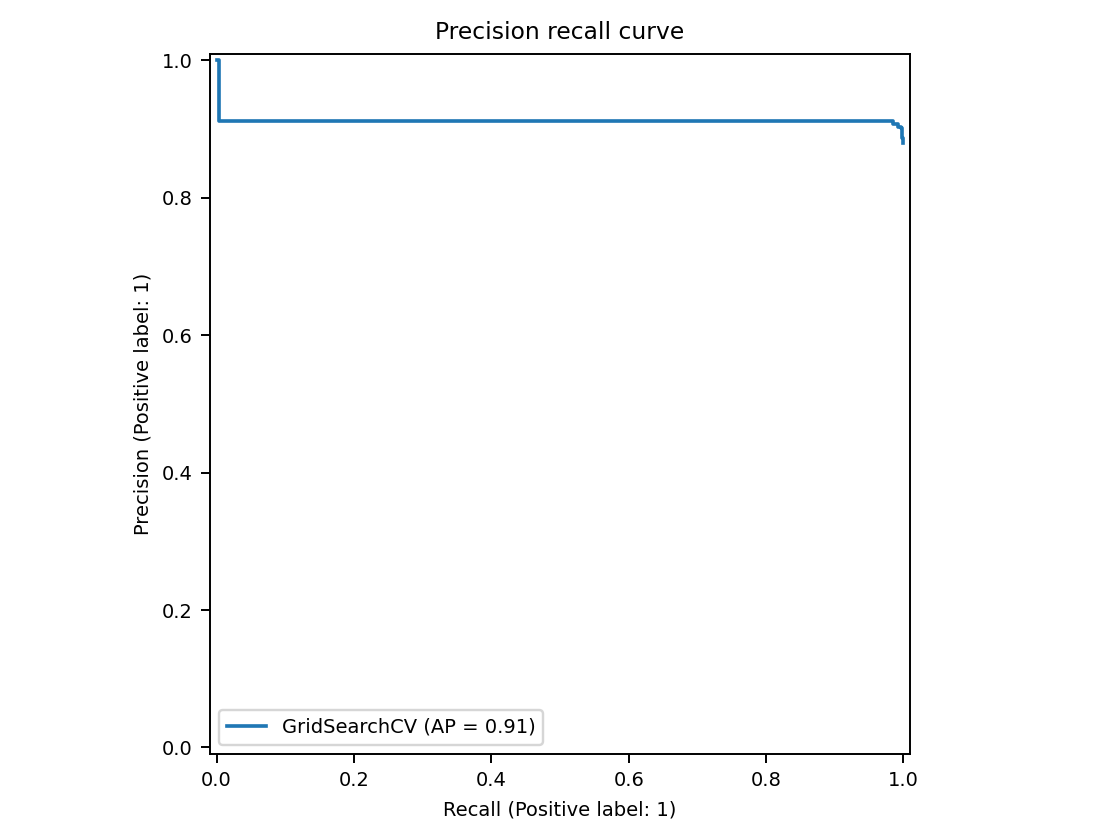 Precision recall curve
1.0
0.8
0.6
0.4
0.2
0.0
Precision (Positive label: 1)
GridSearchCV (AP = 0.91)
0.0 0.2 0.4 0.6 0.8 1.0
Recall (Positive label: 1)